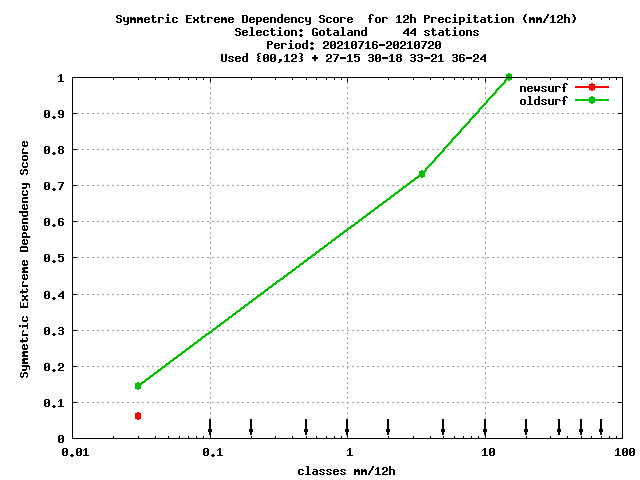 Symmetric Extreme Dependency Score  for 12h Precipitation (mm/12h)
Selection: Gotaland     44 stations
Period: 20210716-20210720
Used {00,12} + 27-15 30-18 33-21 36-24
newsurf
oldsurf
Symmetric Extreme Dependency Score
1
0.9
0.8
0.7
0.6
0.5
0.4
0.3
0.2
0.1
0
0.01 0.1 1 10 100
classes mm/12h